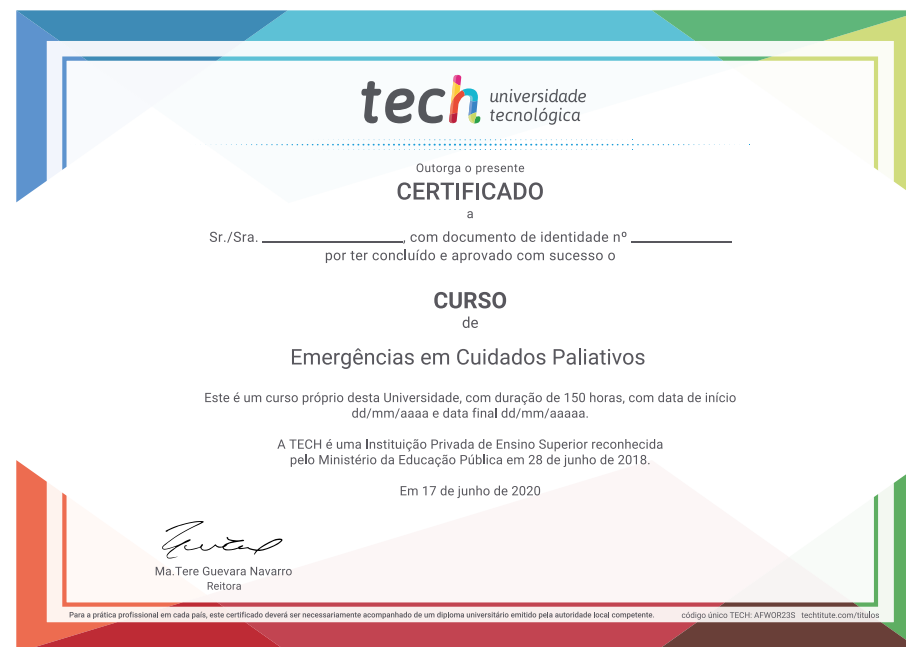 tech universidade
tecnológica
Outorga o presente
CERTIFICADO
a
Sr./Sra. ____________________, com documento de identidade nº ______________
por ter concluído e aprovado com sucesso o
CURSO
de
Emergências em Cuidados Paliativos
Este é um curso próprio desta Universidade, com duração de 150 horas, com data de início
dd/mm/aaaa e data final dd/mm/aaaaa.
A TECH é uma Instituição Privada de Ensino Superior reconhecida
pelo Ministério da Educação Pública em 28 de junho de 2018.
Em 17 de junho de 2020
Ma.Tere Guevara Navarro
Reitora
Para a prática profissional em cada país, este certificado deverá ser necessariamente acompanhado de um diploma universitário emitido pela autoridade local competente. código único TECH: AFWOR23S techtitute.com/titulos